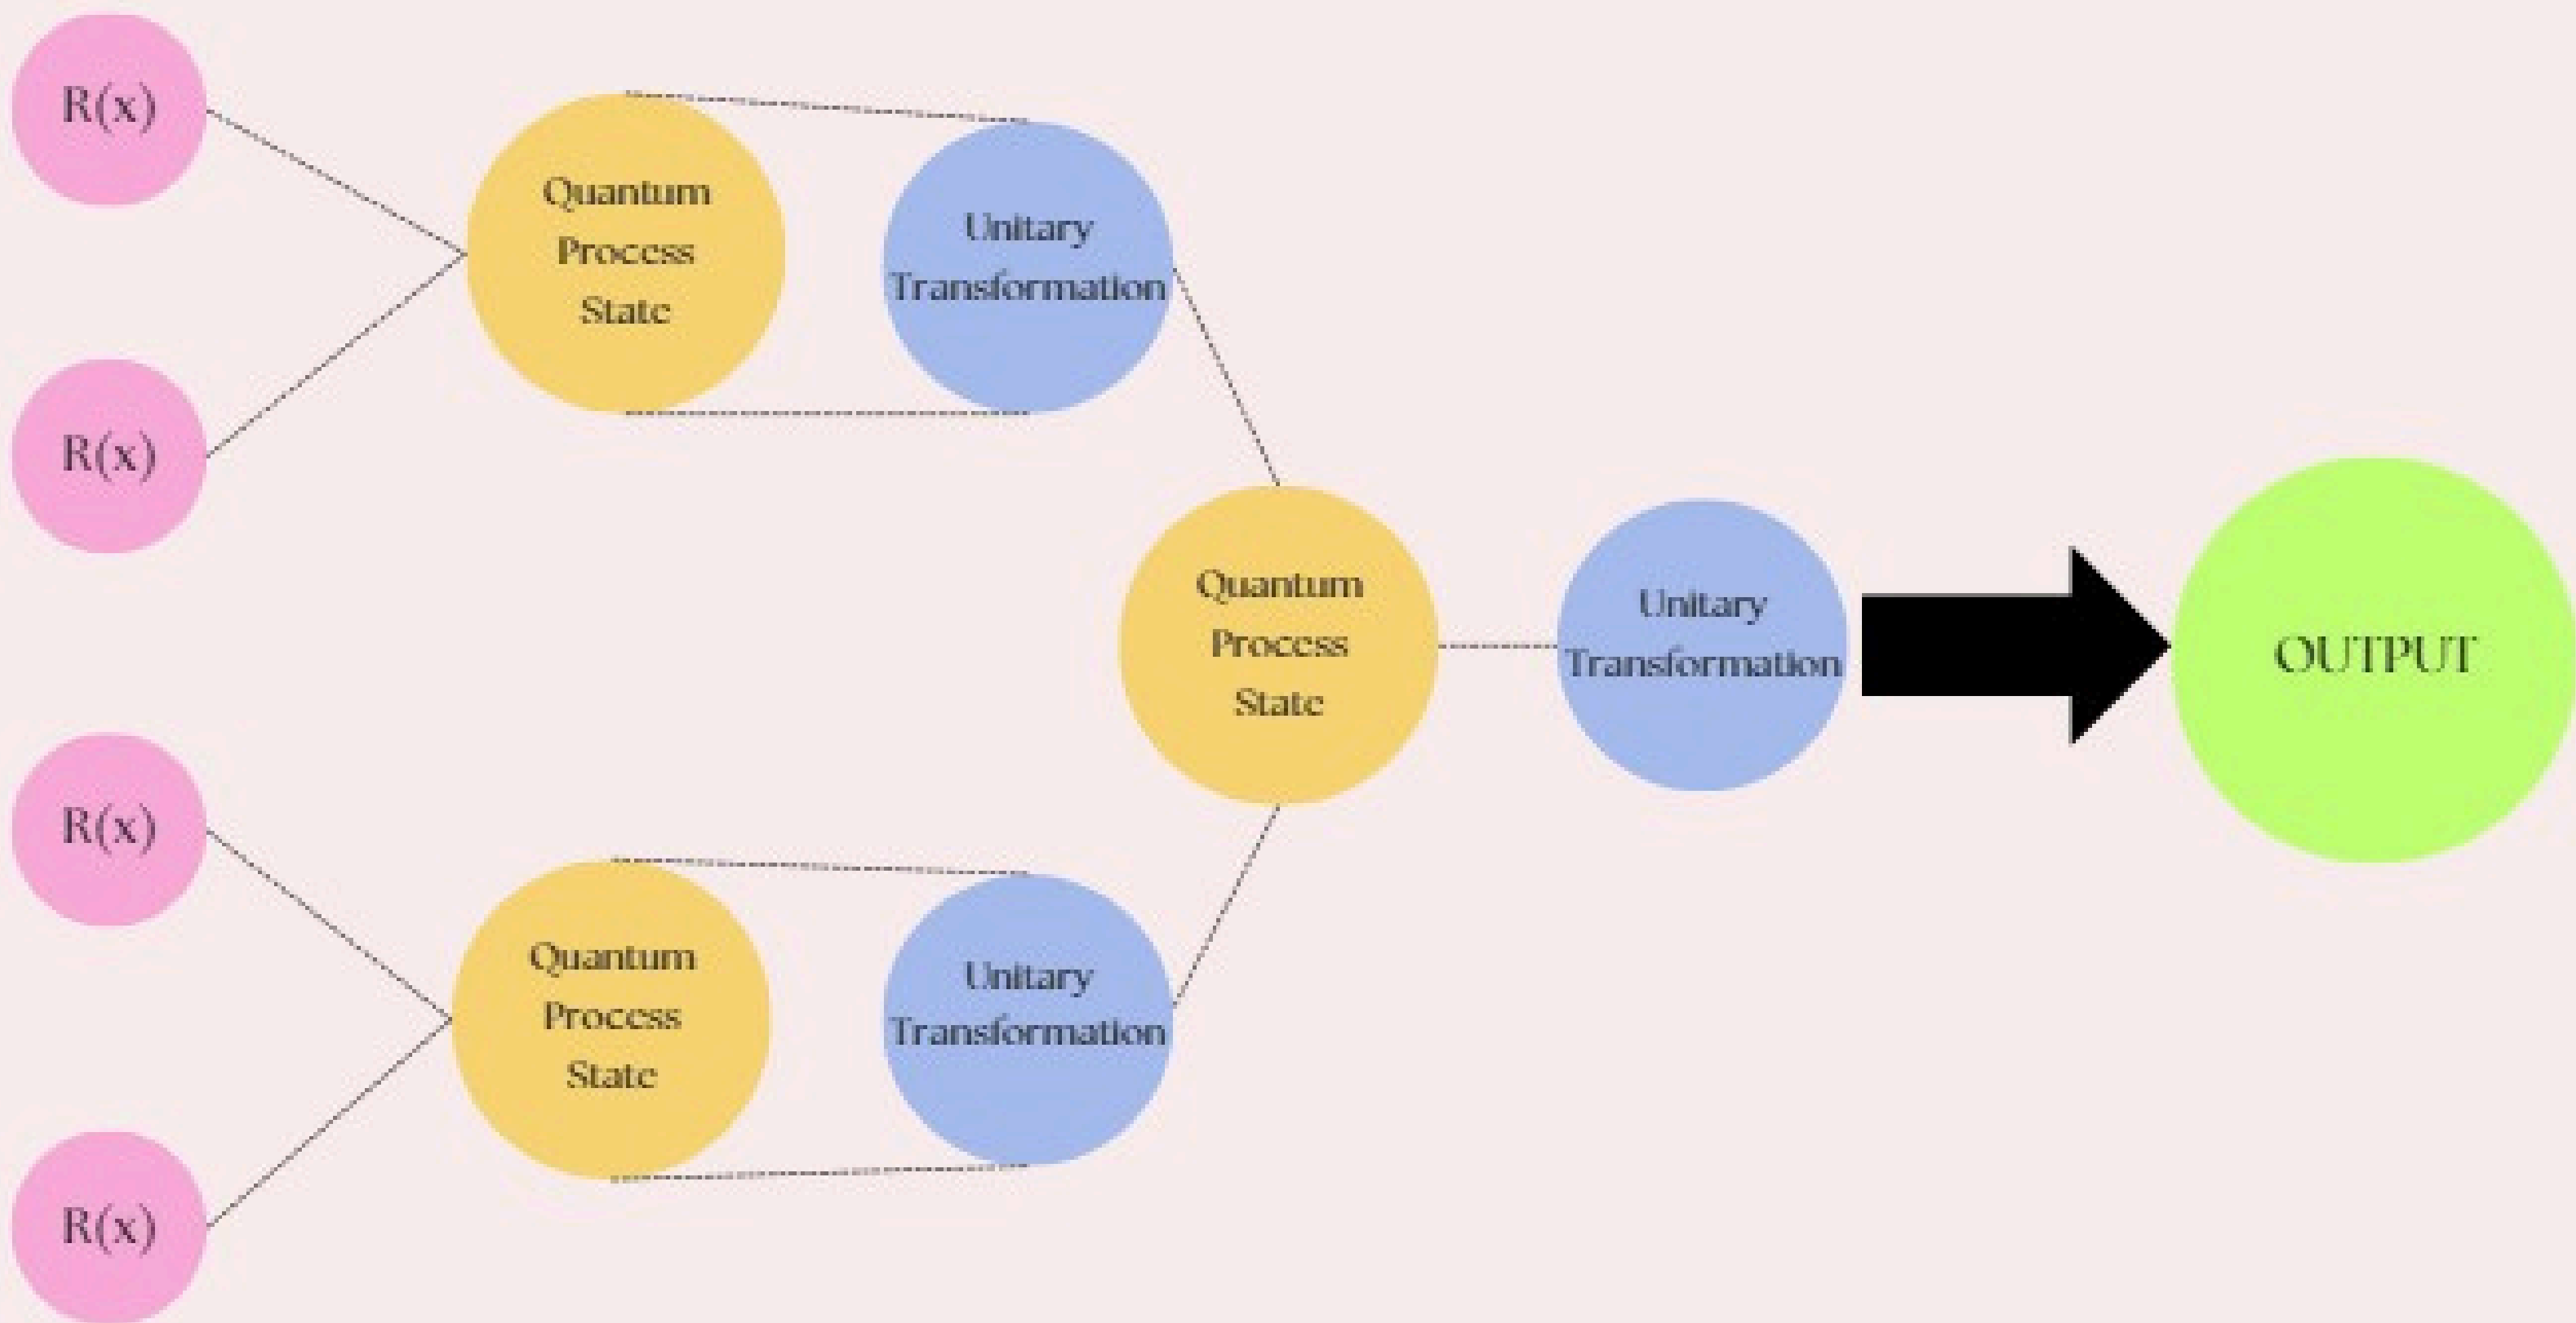 R(x)
Quantum
Process
State
Unitary
Transformation
R(x)
Quantum
Process
State
Unitary
Transformation
OUTPUT
R(x)
Quantum
Process
State
Unitary
Transformation
R(x)